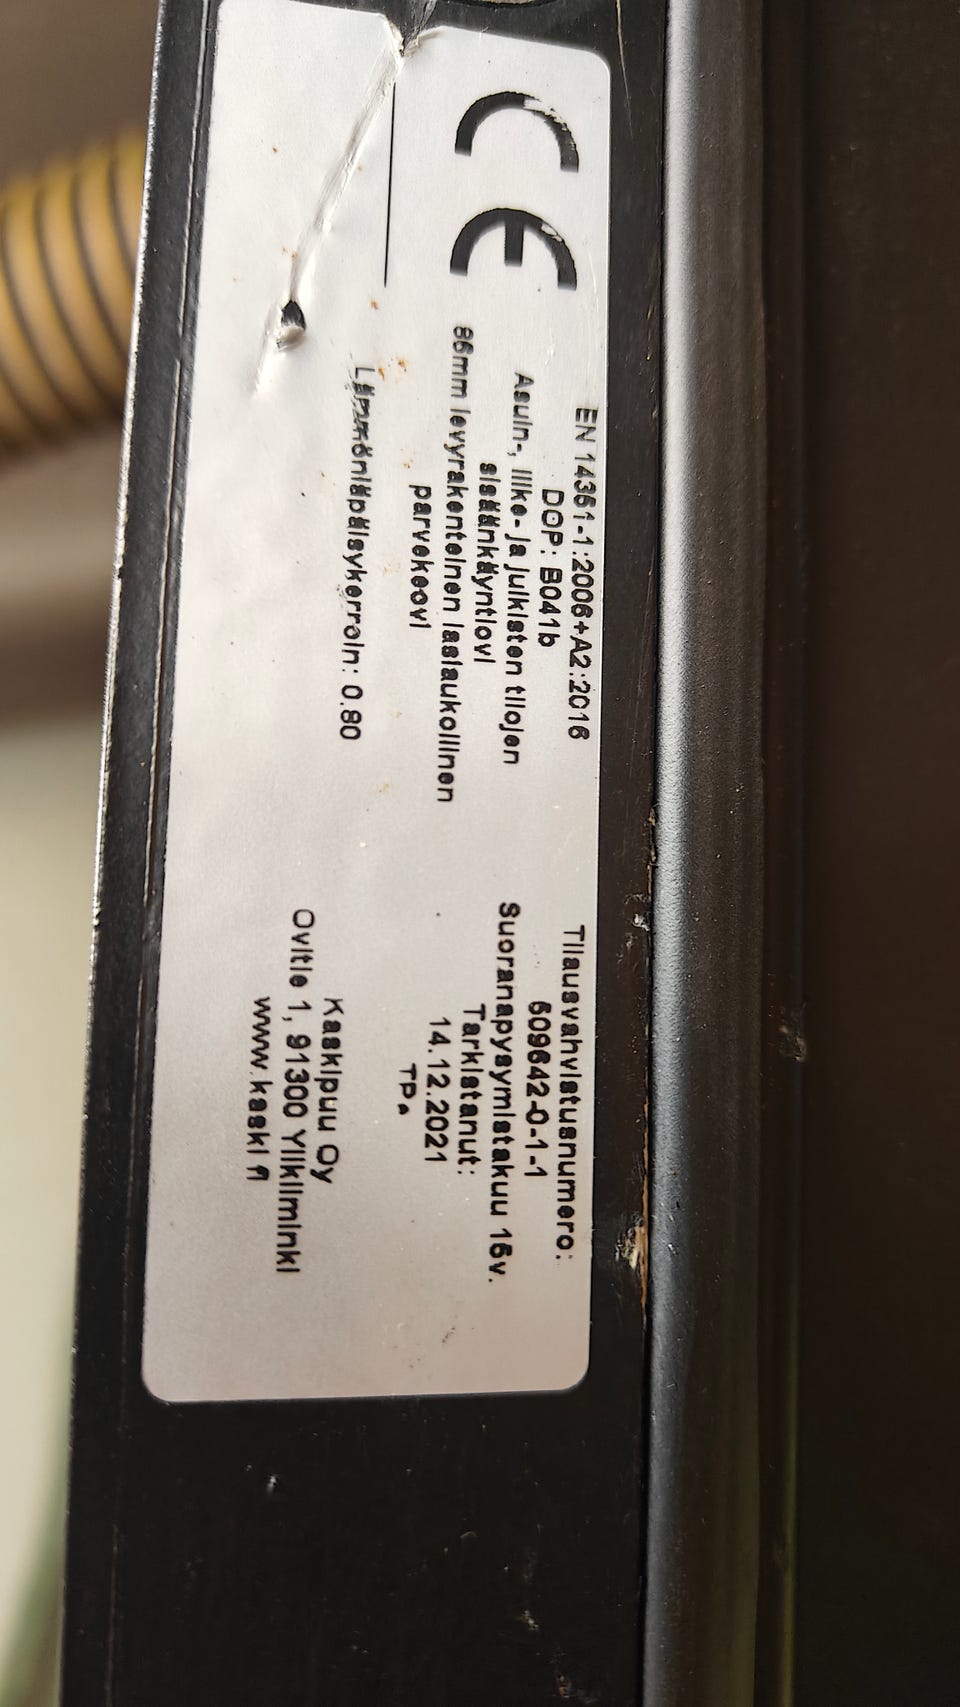 CE
EN 14351-1:2006+A2:2016
DOP: B041b
Asuin-, liike- ja julkisten tilojen
sisäänkäyntiovi
86mm levyrakenteinen lasiaukollinen
parvekeovi
Lämmönläpäisykerroin: 0.80
Tilausvahvistusnumero:
609642-0-1-1
Suoranapysymistakuu 15v.
Tarkistanut:
14.12.2021
TPa
Kaskipuu Oy
Ovitie 1, 91300 Ylikiiminki
www.kaski.fi